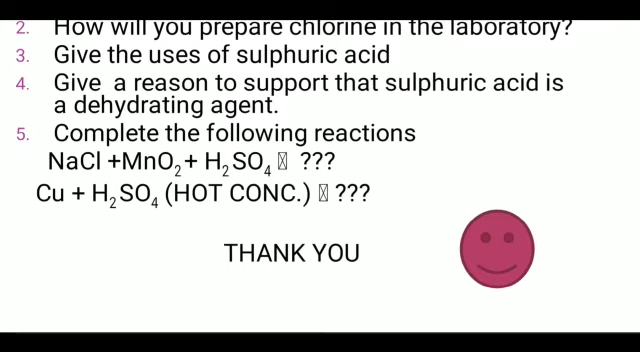 2. How will you prepare chlorine in the laboratory?
3. Give the uses of sulphuric acid
4. Give a reason to support that sulphuric acid is
a dehydrating agent.
5. Complete the following reactions
NaCl +MnO₂+ H₂SO₄ ???
Cu + H₂SO₄ (HOT CONC.) ???
THANK YOU